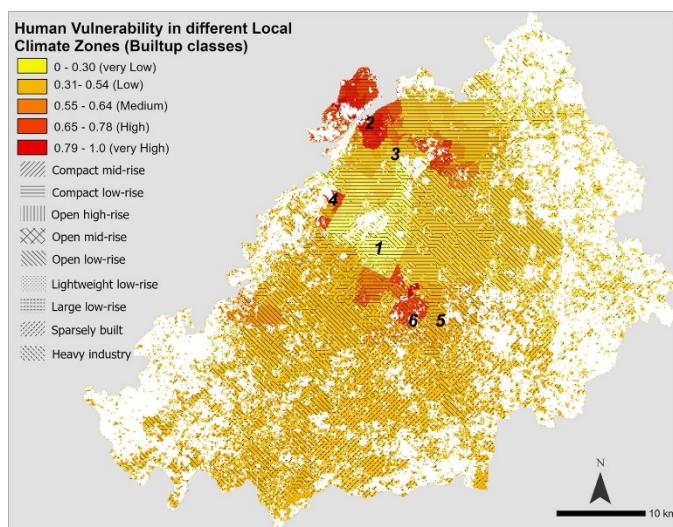 Human Vulnerability in different Local
Climate Zones (Builtup classes)
0 - 0.30 (very Low)
0.31- 0.54 (Low)
0.55 - 0.64 (Medium)
0.65 - 0.78 (High)
0.79 - 1.0 (very High)
Compact mid-rise
Compact low-rise
Open high-rise
Open mid-rise
Open low-rise
Lightweight low-rise
Large low-rise
Sparsely built
Heavy industry
2
3
4
1
6 5
N
10 km